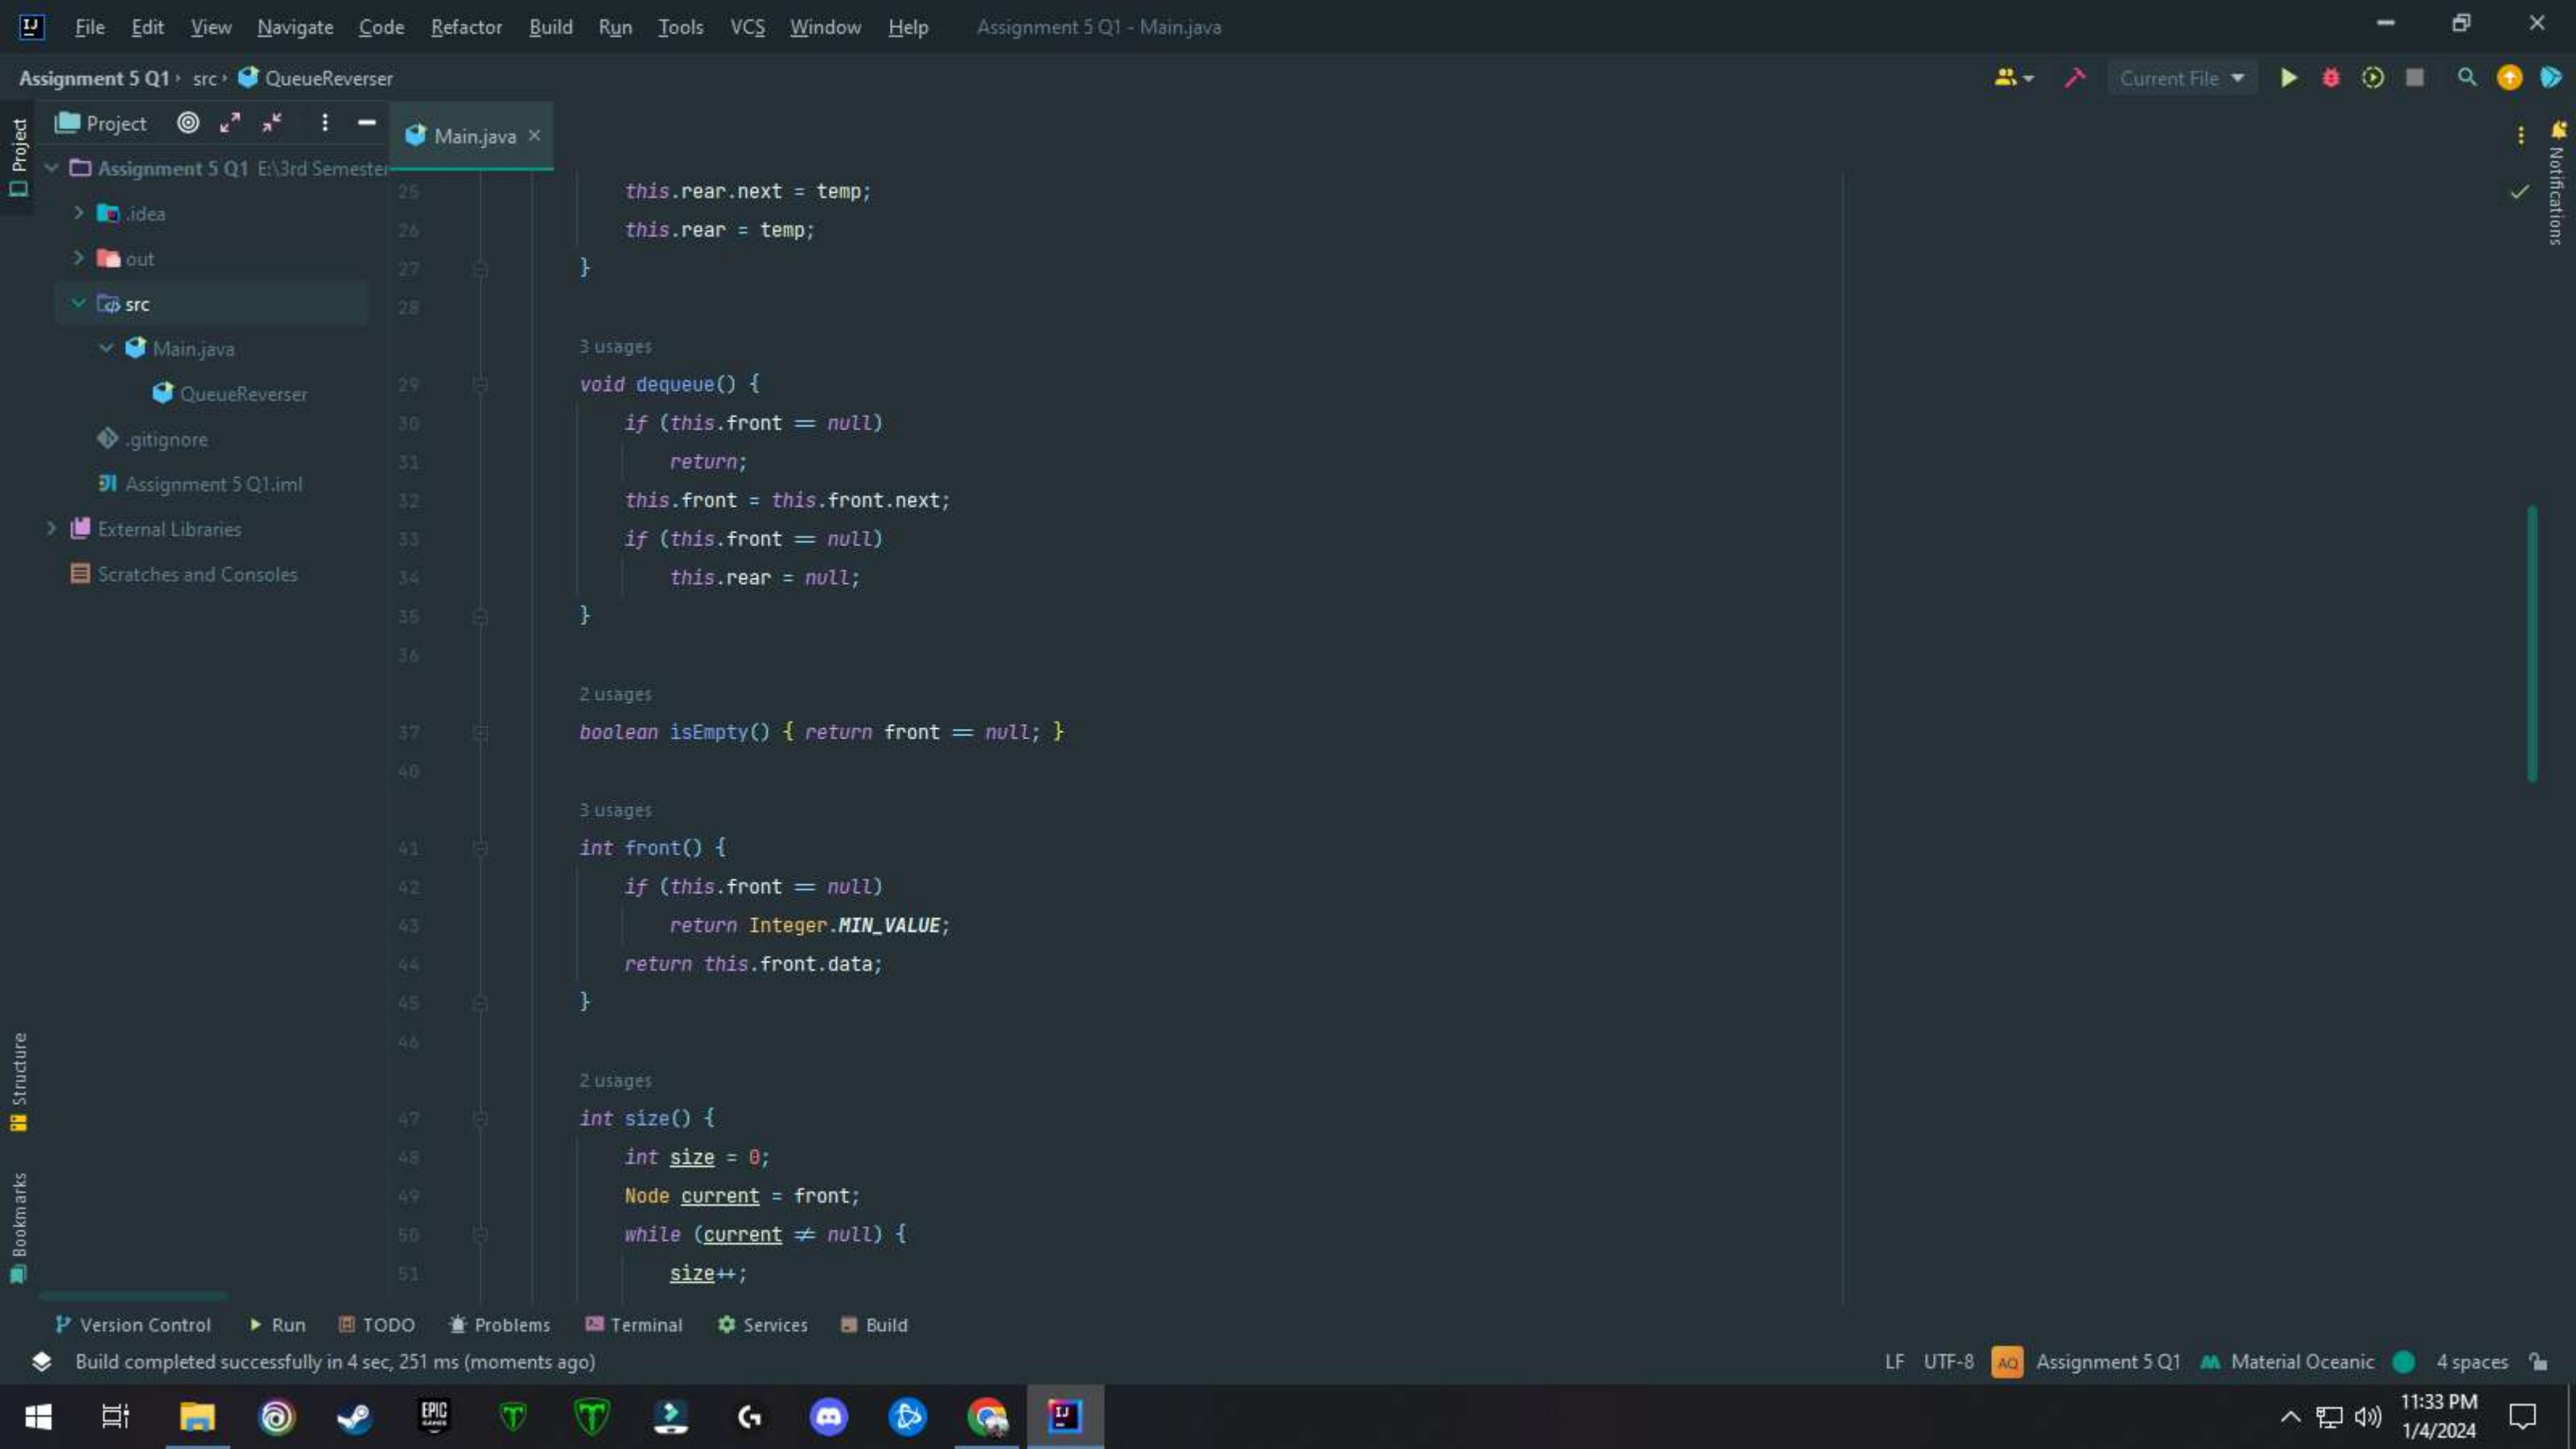 File Edit View Navigate Code Refactor Build Run Tools VCS Window Help Assignment 5 Q1 - Main.java
Assignment 5 Q1 › src › QueueReverser
Current File
Project
Main.java
Project
Assignment 5 Q1 E:\3rd Semester
.idea
out
src
Main.java
QueueReverser
.gitignore
Assignment 5 Q1.iml
External Libraries
Scratches and Consoles
Structure
Bookmarks
Notifications
25 this.rear.next = temp;
26 this.rear = temp;
27 }
28
3 usages
29 void dequeue() {
30 if (this.front == null)
31 return;
32 this.front = this.front.next;
33 if (this.front == null)
34 this.rear = null;
35 }
36
2 usages
37 boolean isEmpty() { return front == null; }
40
3 usages
41 int front() {
42 if (this.front == null)
43 return Integer.MIN_VALUE;
44 return this.front.data;
45 }
46
2 usages
47 int size() {
48 int size = 0;
49 Node current = front;
50 while (current ≠ null) {
51 size++;
Version Control Run TODO Problems Terminal Services Build
Build completed successfully in 4 sec, 251 ms (moments ago)
LF UTF-8 AQ Assignment 5 Q1 Material Oceanic 4 spaces
EPIC GAMES
IJ
11:33 PM
1/4/2024